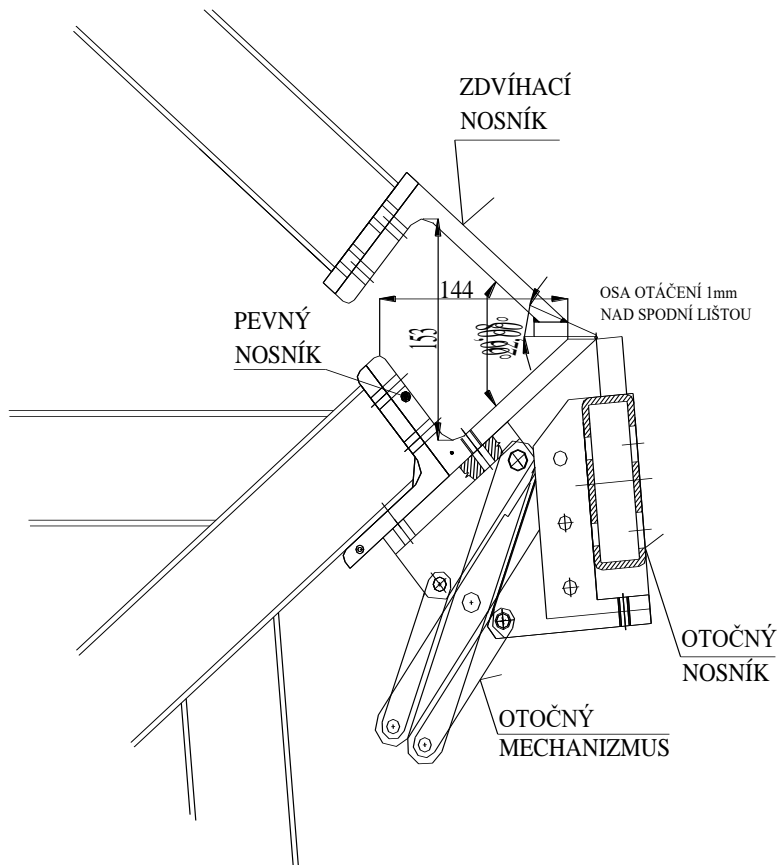 ZDVÍHACÍ
NOSNÍK
144
OSA OTÁČENÍ 1mm
NAD SPODNÍ LIŠTOU
PEVNÝ
NOSNÍK
153
OTOČNÝ
NOSNÍK
OTOČNÝ
MECHANIZMUS